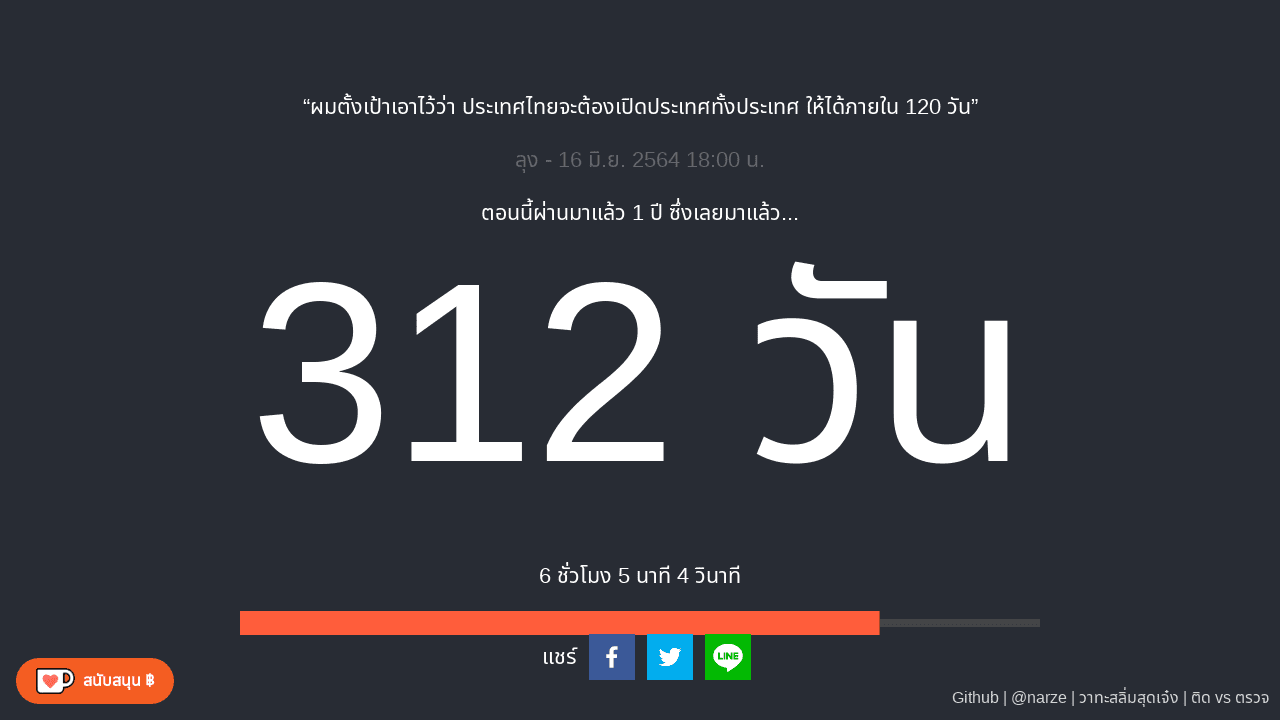 “ผมตั้งเป้าเอาไว้ว่า ประเทศไทยจะต้องเปิดประเทศทั้งประเทศ ให้ได้ภายใน 120 วัน”
ลุง - 16 มิ.ย. 2564 18:00 น.
ตอนนี้ผ่านมาแล้ว 1 ปี ซึ่งเลยมาแล้ว...
312 วัน
6 ชั่วโมง 5 นาที 4 วินาที
แชร์
LINE
สนับสนุน ฿
Github | @narze | วาทะสลิ่มสุดเจ๋ง | ติด vs ตรวจ